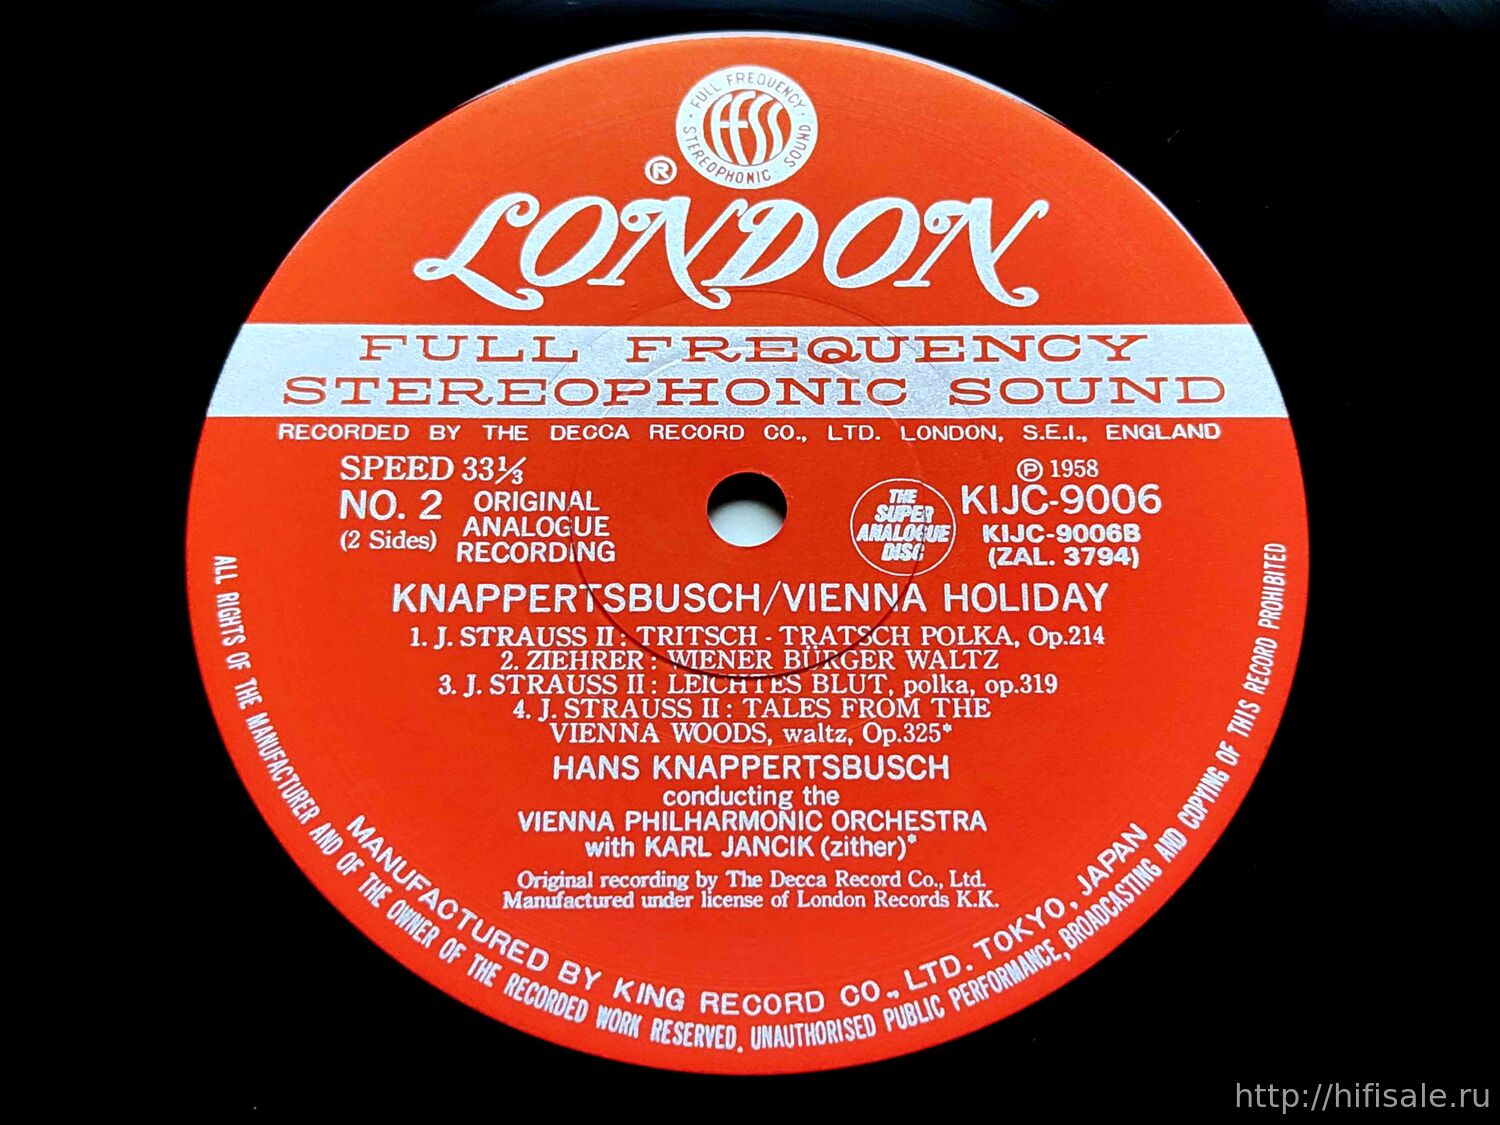 FULL FREQUENCY
FFSS
STEREOPHONIC SOUND
®
LONDON
FULL FREQUENCY
STEREOPHONIC SOUND
RECORDED BY THE DECCA RECORD CO., LTD. LONDON, S.E.I., ENGLAND
SPEED 33⅓
NO. 2
(2 Sides)
ORIGINAL
ANALOGUE
RECORDING
THE
SUPER
ANALOGUE
DISC
℗ 1958
KIJC-9006
KIJC-9006B
(ZAL. 3794)
KNAPPERTSBUSCH/VIENNA HOLIDAY
1. J. STRAUSS II : TRITSCH - TRATSCH POLKA, Op.214
2. ZIEHRER : WIENER BÜRGER WALTZ
3. J. STRAUSS II : LEICHTES BLUT, polka, op.319
4. J. STRAUSS II : TALES FROM THE
VIENNA WOODS, waltz, Op.325*
HANS KNAPPERTSBUSCH
conducting the
VIENNA PHILHARMONIC ORCHESTRA
with KARL JANCIK (zither)*
Original recording by The Decca Record Co., Ltd.
Manufactured under license of London Records K.K.
MANUFACTURED BY KING RECORD CO., LTD. TOKYO, JAPAN
ALL RIGHTS OF THE MANUFACTURER AND OF THE OWNER OF THE RECORDED WORK RESERVED. UNAUTHORISED PUBLIC PERFORMANCE, BROADCASTING AND COPYING OF THIS RECORD PROHIBITED
http://hifisale.ru